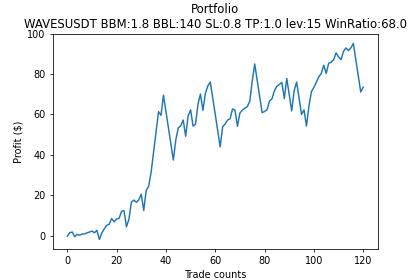 Portfolio
WAVESUSDT BBM:1.8 BBL:140 SL:0.8 TP:1.0 lev:15 WinRatio:68.0
100
80
60
40
20
0
Profit ($)
0 20 40 60 80 100 120
Trade counts